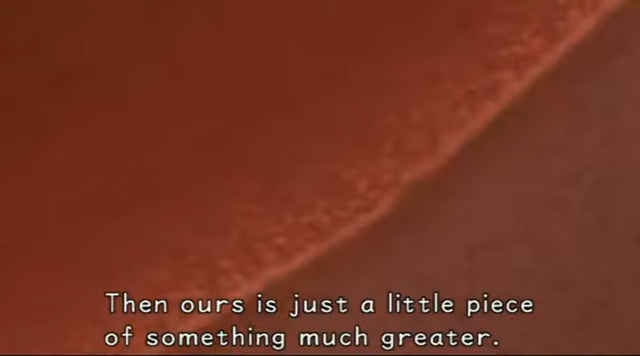 Then ours is just a little piece
of something much greater.